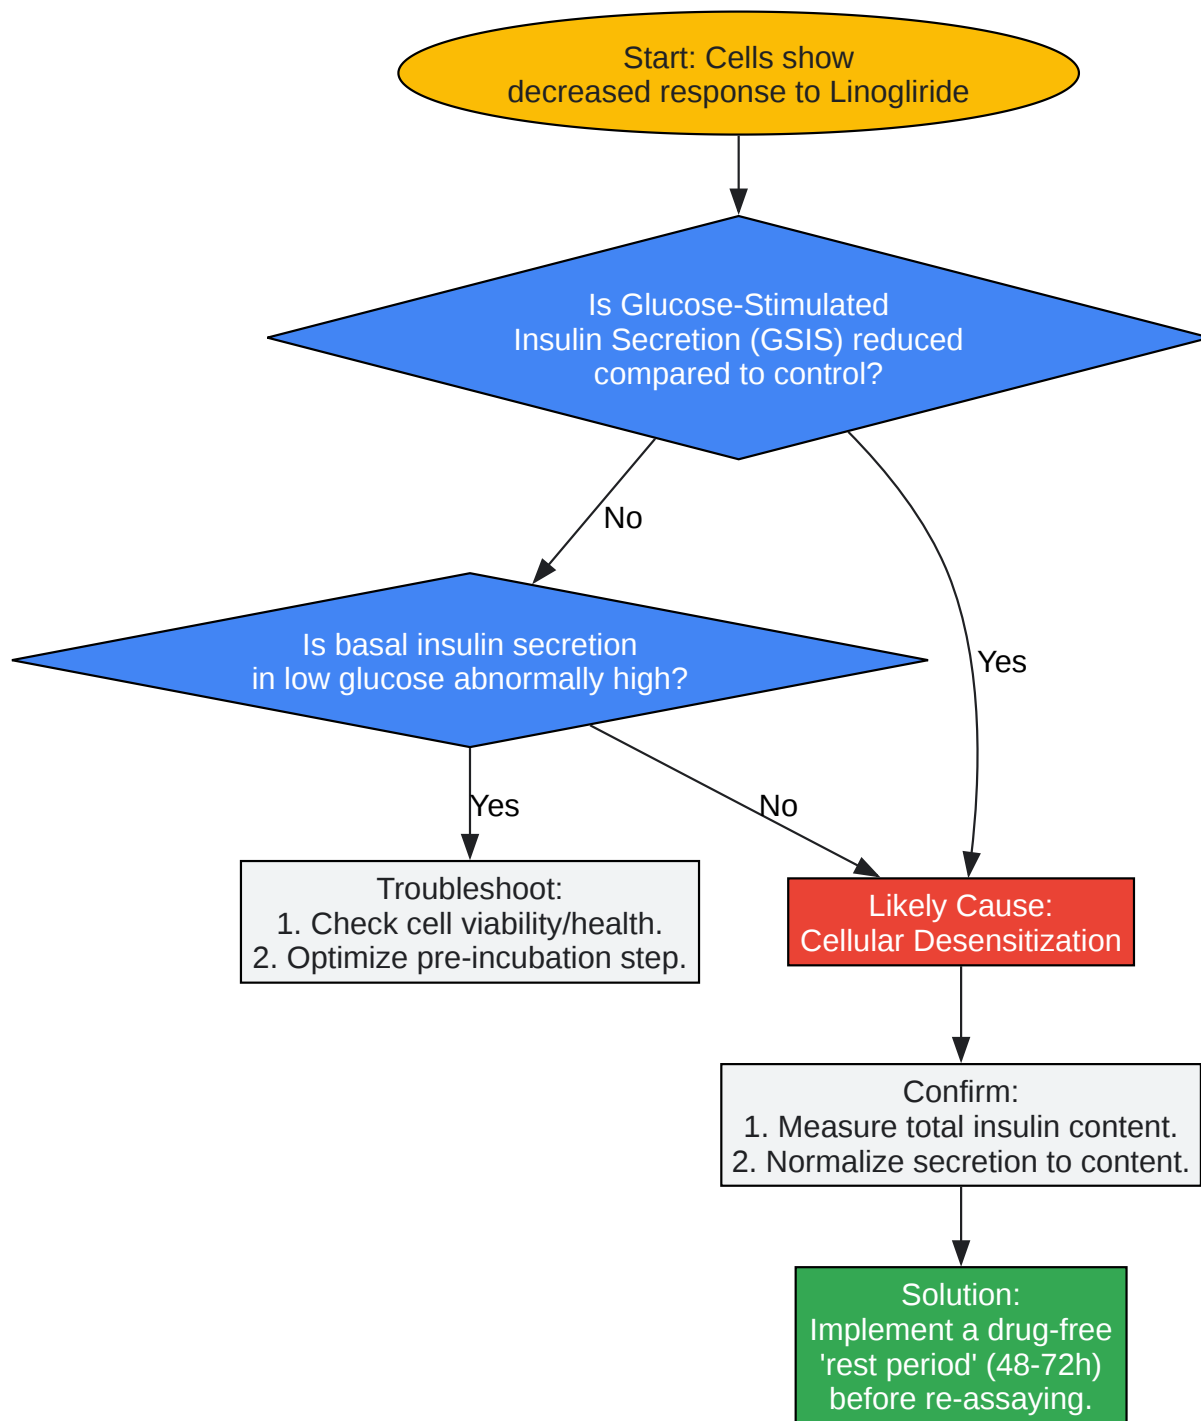 Start: Cells show
decreased response to Linogliride
Is Glucose-Stimulated
Insulin Secretion (GSIS) reduced
compared to control?
No
Is basal insulin secretion
in low glucose abnormally high?
Yes
Yes
No
Troubleshoot:
1. Check cell viability/health.
2. Optimize pre-incubation step.
Likely Cause:
Cellular Desensitization
Confirm:
1. Measure total insulin content.
2. Normalize secretion to content.
Solution:
Implement a drug-free
'rest period' (48-72h)
before re-assaying.